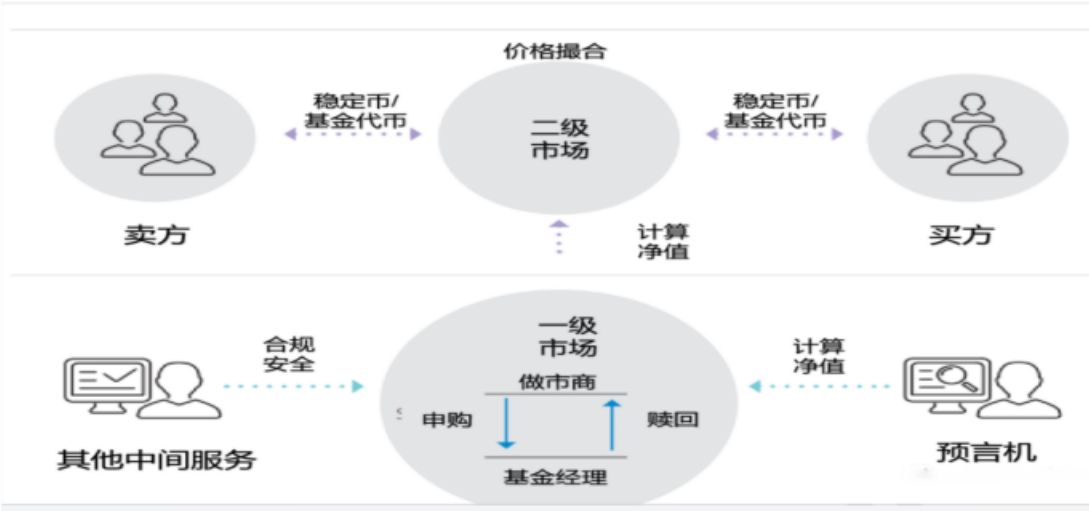 价格撮合
稳定币/
基金代币
二级
市场
稳定币/
基金代币
卖方
买方
计算
净值
一级
市场
合规
安全
计算
净值
做市商
申购
赎回
基金经理
其他中间服务
预言机